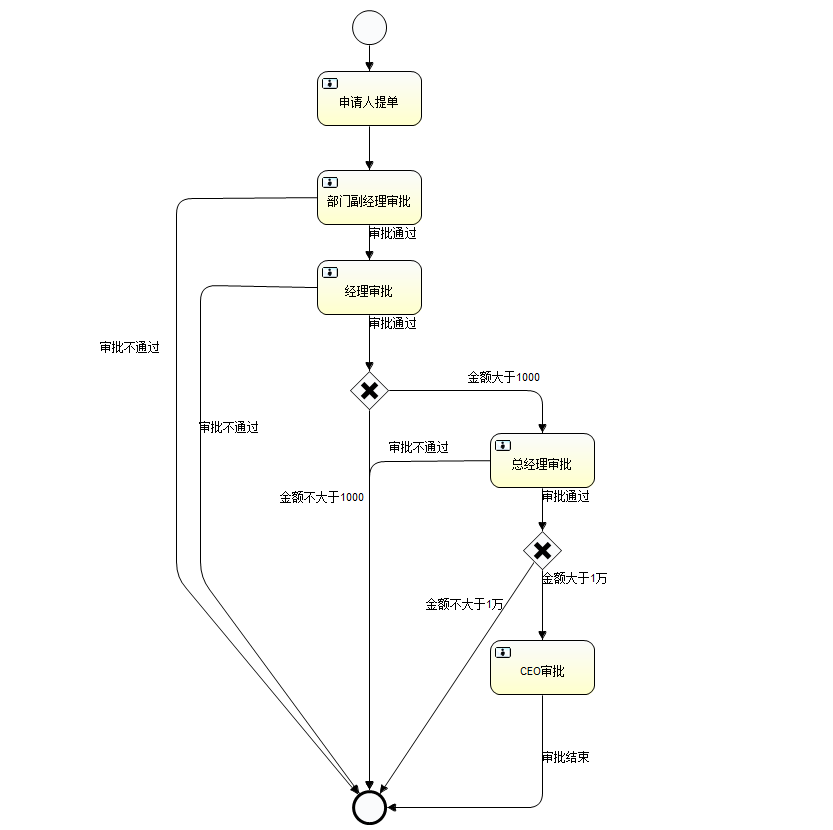 申请人提单
部门副经理审批
审批通过
经理审批
审批通过
审批不通过
金额大于1000
审批不通过
审批不通过
总经理审批
金额不大于1000
审批通过
金额大于1万
金额不大于1万
CEO审批
审批结束